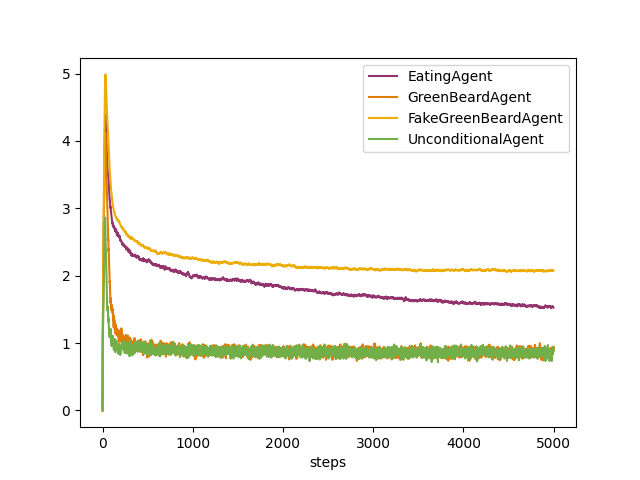 EatingAgent
GreenBeardAgent
FakeGreenBeardAgent
UnconditionalAgent
5
4
3
2
1
0
0 1000 2000 3000 4000 5000
steps